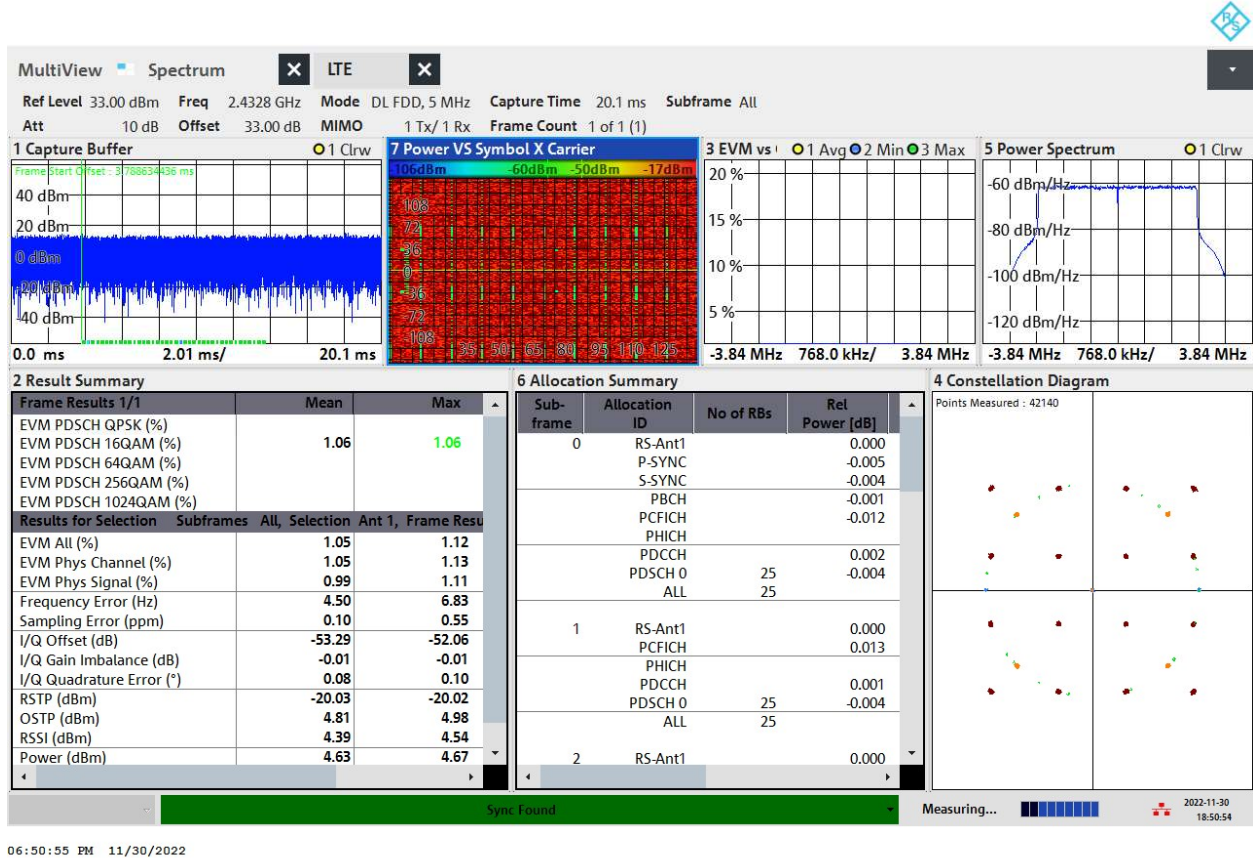 R&S
MultiView Spectrum X LTE X
Ref Level 33.00 dBm Freq 2.4328 GHz Mode DL FDD, 5 MHz Capture Time 20.1 ms Subframe All
Att 10 dB Offset 33.00 dB MIMO 1 Tx/ 1 Rx Frame Count 1 of 1 (1)
1 Capture Buffer 1 Clrw
Frame Start Offset : 3.788634436 ms
40 dBm
20 dBm
0 dBm
-20 dBm
-40 dBm
0.0 ms 2.01 ms/ 20.1 ms
7 Power VS Symbol X Carrier
-106dBm -60dBm -50dBm -17dBm
108
72
36
0
-36
-72
-108
35 50 65 80 95 110 125
3 EVM vs 1 Avg 2 Min 3 Max
20 %
15 %
10 %
5 %
-3.84 MHz 768.0 kHz/ 3.84 MHz
5 Power Spectrum 1 Clrw
-60 dBm/Hz
-80 dBm/Hz
-100 dBm/Hz
-120 dBm/Hz
-3.84 MHz 768.0 kHz/ 3.84 MHz
2 Result Summary
Frame Results 1/1 Mean Max
EVM PDSCH QPSK (%)
EVM PDSCH 16QAM (%) 1.06 1.06
EVM PDSCH 64QAM (%)
EVM PDSCH 256QAM (%)
EVM PDSCH 1024QAM (%)
Results for Selection Subframes All, Selection Ant 1, Frame Resu
EVM All (%) 1.05 1.12
EVM Phys Channel (%) 1.05 1.13
EVM Phys Signal (%) 0.99 1.11
Frequency Error (Hz) 4.50 6.83
Sampling Error (ppm) 0.10 0.55
I/Q Offset (dB) -53.29 -52.06
I/Q Gain Imbalance (dB) -0.01 -0.01
I/Q Quadrature Error (°) 0.08 0.10
RSTP (dBm) -20.03 -20.02
OSTP (dBm) 4.81 4.98
RSSI (dBm) 4.39 4.54
Power (dBm) 4.63 4.67
6 Allocation Summary
Sub-frame Allocation ID No of RBs Rel Power [dB]
0 RS-Ant1 0.000
P-SYNC -0.005
S-SYNC -0.004
PBCH -0.001
PCFICH -0.012
PHICH
PDCCH 0.002
PDSCH 0 25 -0.004
ALL 25
1 RS-Ant1 0.000
PCFICH 0.013
PHICH
PDCCH 0.001
PDSCH 0 25 -0.004
ALL 25
2 RS-Ant1 0.000
4 Constellation Diagram
Points Measured : 42140
Sync Found
Measuring...
2022-11-30
18:50:54
06:50:55 PM 11/30/2022